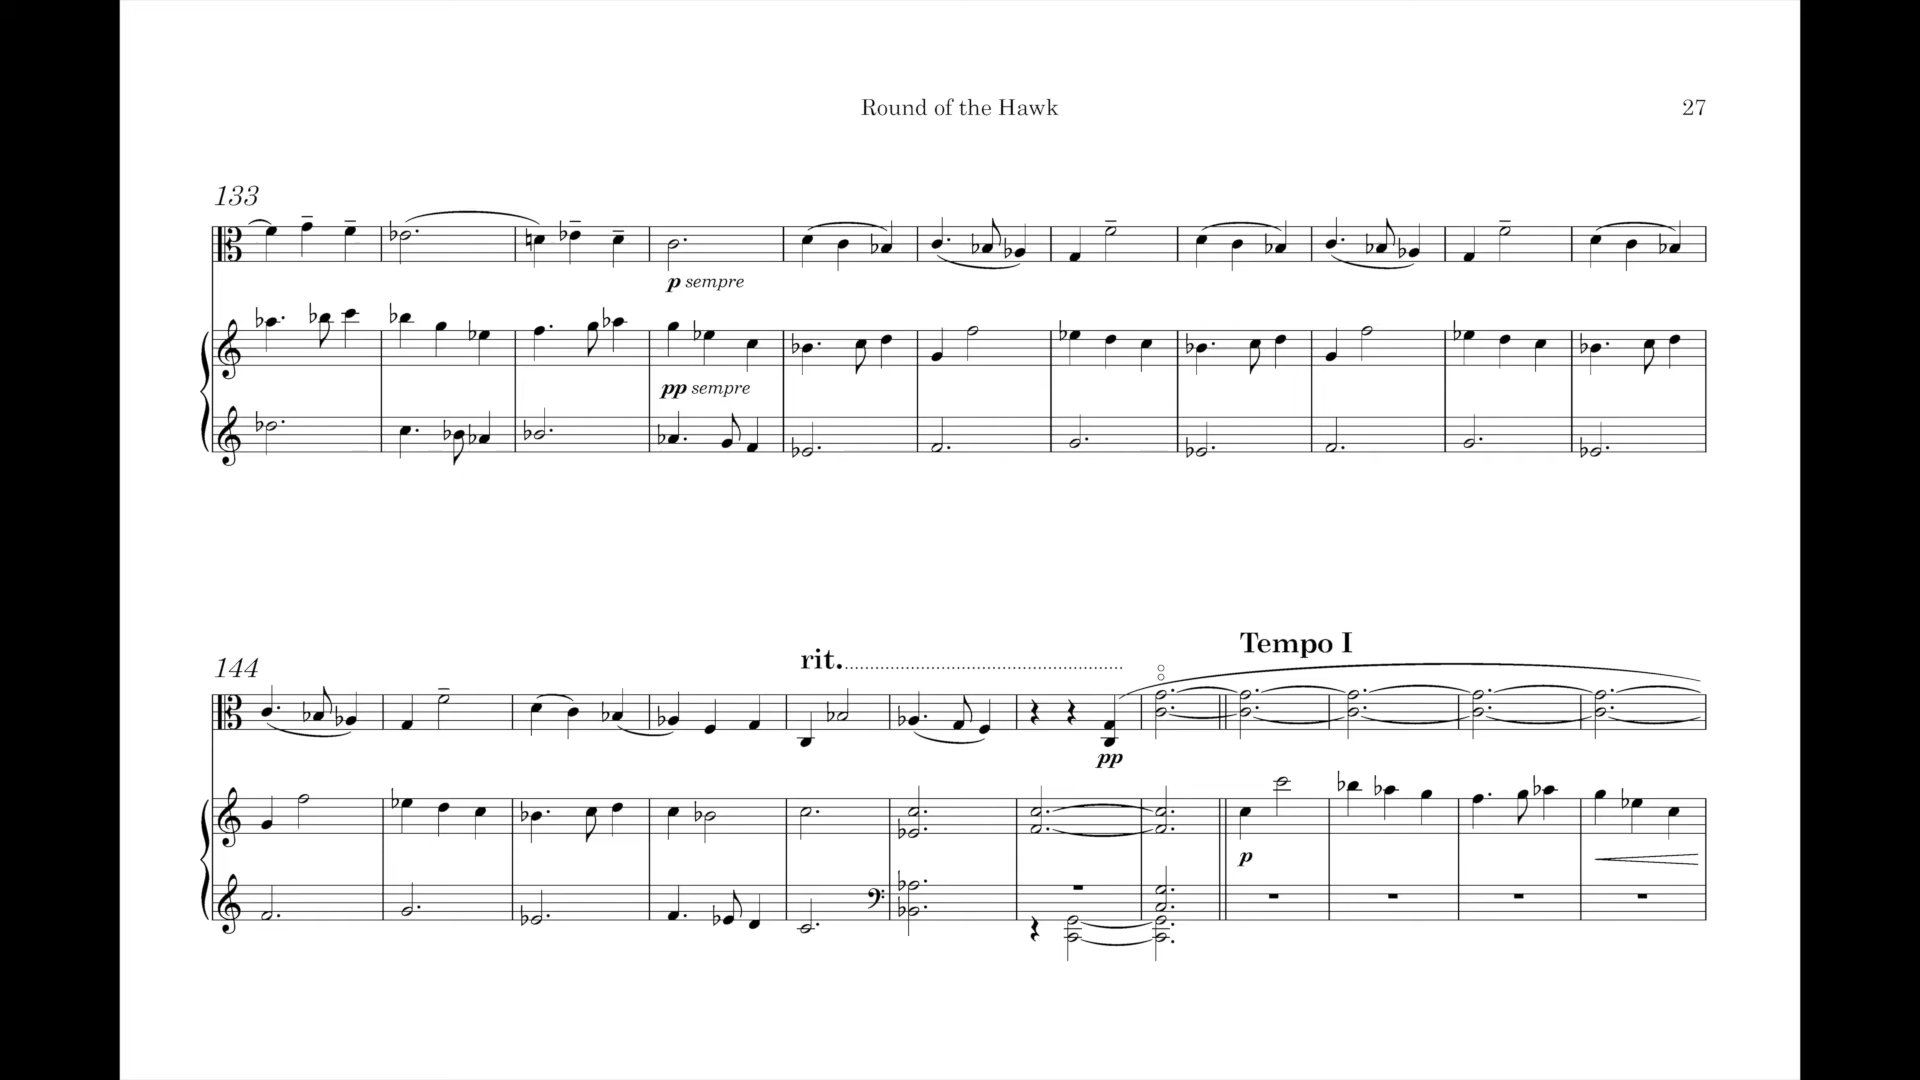 Round of the Hawk
27
133
p sempre
pp sempre
144
rit.
Tempo I
pp
p